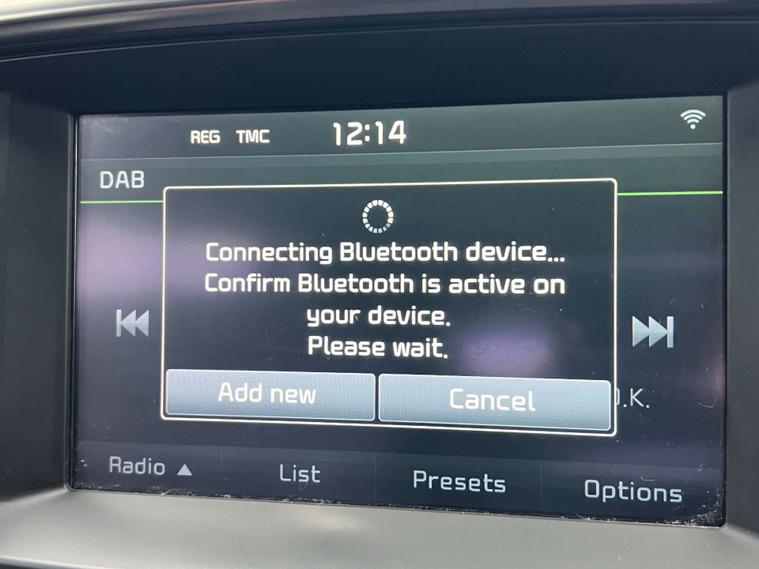 REG TMC 12:14
DAB
Connecting Bluetooth device...
Confirm Bluetooth is active on
your device.
Please wait.
Add new Cancel
.K.
Radio ▲ List Presets Options